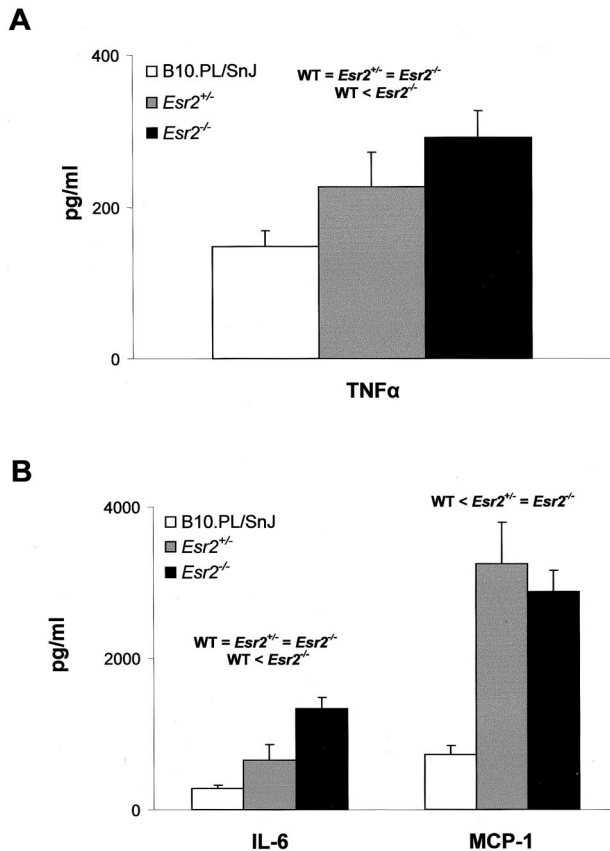 A
400
B10.PL/SnJ
Esr2+/-
Esr2-/-
WT = Esr2+/- = Esr2-/-
WT < Esr2-/-
pg/ml
200
0
TNFα
B
4000
B10.PL/SnJ
Esr2+/-
Esr2-/-
WT < Esr2+/- = Esr2-/-
pg/ml
2000
WT = Esr2+/- = Esr2-/-
WT < Esr2-/-
0
IL-6
MCP-1